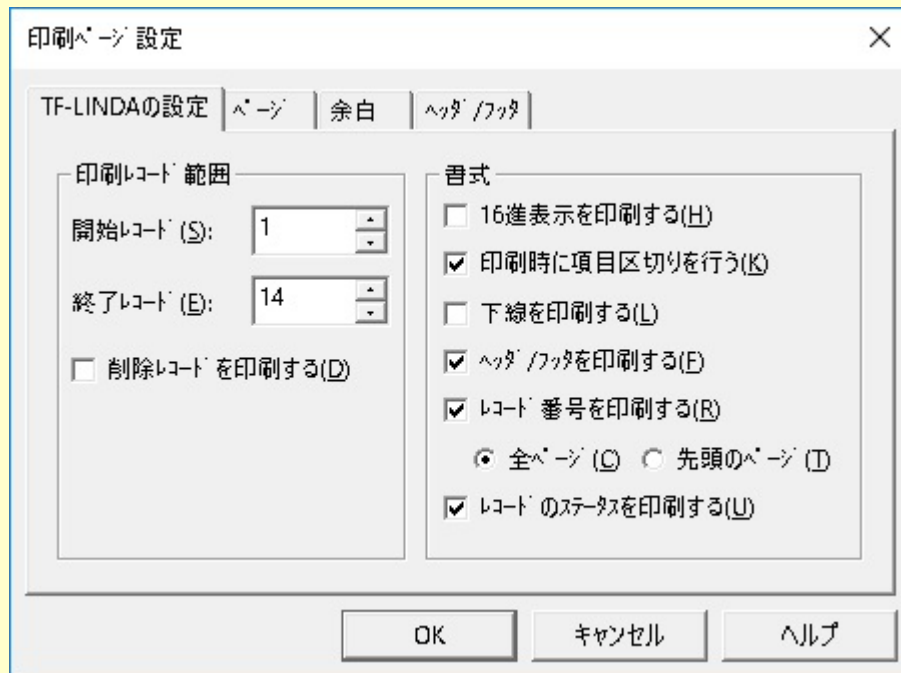 印刷ﾍﾟｰｼﾞ設定
TF-LINDAの設定 ﾍﾟｰｼﾞ 余白 ﾍｯﾀﾞ/ﾌｯﾀ
印刷ﾚｺｰﾄﾞ範囲
開始ﾚｺｰﾄﾞ(S): 1
終了ﾚｺｰﾄﾞ(E): 14
削除ﾚｺｰﾄﾞを印刷する(D)
書式
16進表示を印刷する(H)
印刷時に項目区切りを行う(K)
下線を印刷する(L)
ﾍｯﾀﾞ/ﾌｯﾀを印刷する(F)
ﾚｺｰﾄﾞ番号を印刷する(R)
全ﾍﾟｰｼﾞ(C) 先頭のﾍﾟｰｼﾞ(T)
ﾚｺｰﾄﾞのｽﾃｰﾀｽを印刷する(U)
OK キャンセル ヘルプ